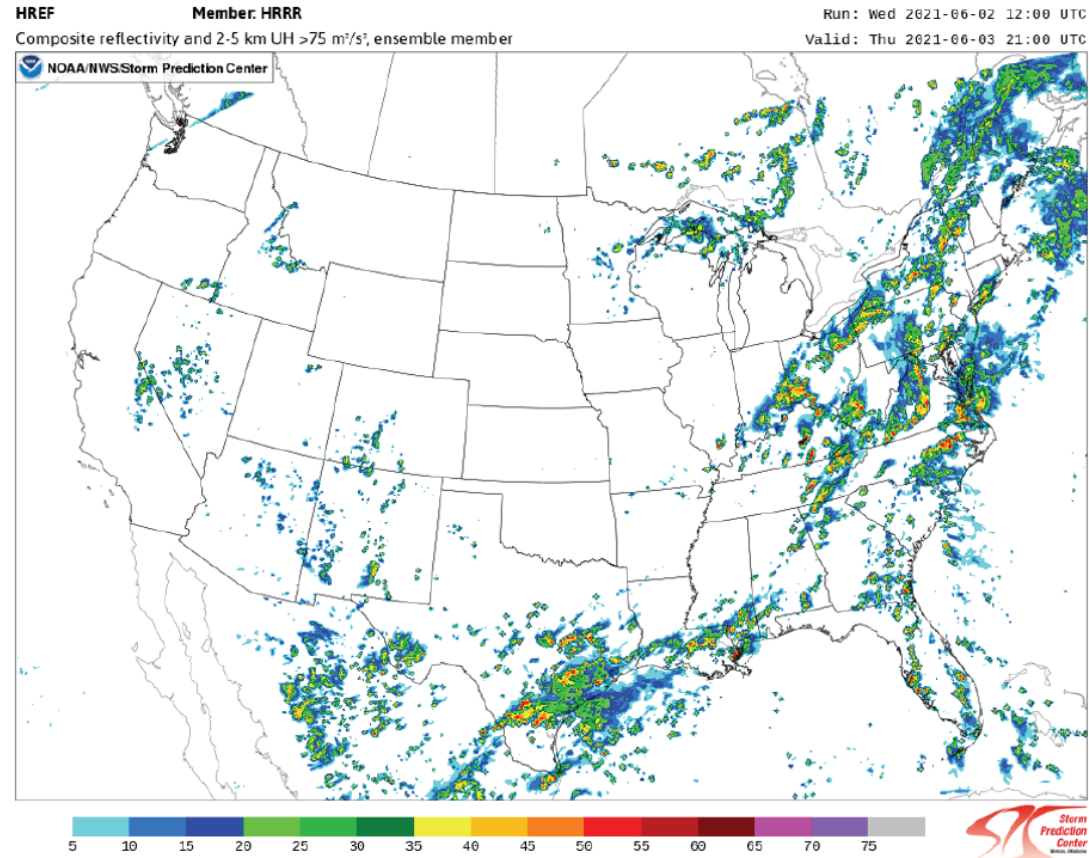 HREF Member: HRRR Run: Wed 2021-06-02 12:00 UTC
Composite reflectivity and 2-5 km UH >75 m²/s², ensemble member Valid: Thu 2021-06-03 21:00 UTC
NOAA/NWS/Storm Prediction Center
5 10 15 20 25 30 35 40 45 50 55 60 65 70 75
Storm
Prediction
Center
Norman, Oklahoma